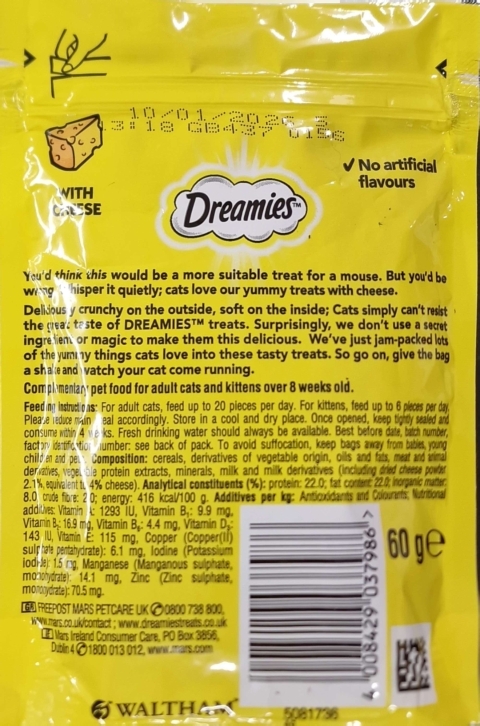 10/01/202
3:18 GB437 0156
WITH
CHEESE
✓ No artificial
flavours
Dreamies™
You'd think this would be a more suitable treat for a mouse. But you'd be
wrong. Whisper it quietly; cats love our yummy treats with cheese.
Deliciously crunchy on the outside, soft on the inside; Cats simply can't resist
the great taste of DREAMIES™ treats. Surprisingly, we don't use a secret
ingredient or magic to make them this delicious. We've just jam-packed lots
of the yummy things cats love into these tasty treats. So go on, give the bag
a shake and watch your cat come running.
Complementary pet food for adult cats and kittens over 8 weeks old.
Feeding Instructions: For adult cats, feed up to 20 pieces per day. For kittens, feed up to 6 pieces per day.
Please reduce main meal accordingly. Store in a cool and dry place. Once opened, keep tightly sealed and
consume within 4 weeks. Fresh drinking water should always be available. Best before date, batch number,
factory identification number: see back of pack. To avoid suffocation, keep bags away from babies, young
children and pets. Composition: cereals, derivatives of vegetable origin, oils and fats, meat and animal
derivatives, vegetable protein extracts, minerals, milk and milk derivatives (including dried cheese powder
2.1%, equivalent to 4% cheese). Analytical constituents (%): protein: 22.0; fat content: 22.0; inorganic matter:
8.0; crude fibre: 2.0; energy: 416 kcal/100 g. Additives per kg: Antioxidants and Colourants; Nutritional
additives: Vitamin 1293 IU, Vitamin B₁: 9.9 mg,
Vitamin B₂: 16.9 mg, Vitamin B₆: 4.4 mg, Vitamin D₃:
143 IU, Vitamin E: 115 mg, Copper (Copper(II)
sulphate pentahydrate): 6.1 mg, Iodine (Potassium
iodide): 1.5 mg, Manganese (Manganous sulphate,
monohydrate): 14.1 mg, Zinc (Zinc sulphate,
monohydrate): 70.5 mg.
GB FREEPOST MARS PETCARE UK 0800 738 800,
www.mars.co.uk/contact ; www.dreamiestreats.co.uk
Mars Ireland Consumer Care, PO Box 3856,
Dublin 4 1800 013 012, www.mars.com
60 g e
4 008429 037986 >
WALTHAM
5081736